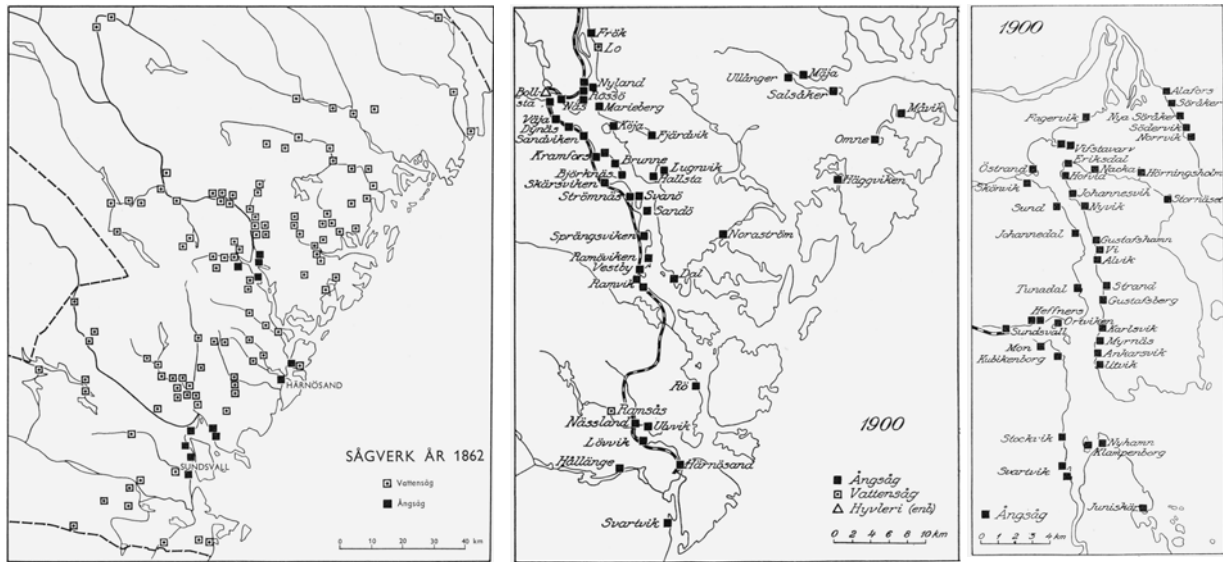 HÄRNÖSAND
SÅGVERK ÅR 1862
SUNDSVALL
Vattensåg
Ångsåg
0 10 20 30 40 km
1900
Frök
Lo
Nyland
Bollsta
Rossö
Näs
Marieberg
Väja
Dynäs
Sandviken
Köja
Fjärdvik
Kramfors
Brunne
Björknäs
Lugnvik
Hallsta
Skärsviken
Strömnäs
Svanö
Sandö
Sprängsviken
Ramöviken
Vestby
Ramvik
Dal
Noraström
Ullånger
Mäja
Salsåker
Måvik
Omne
Häggviken
Rö
Ramsås
Nässland
Utvik
Lövvik
Hällänge
Härnösand
Svartvik
1900
Ångsåg
Vattensåg
Hyvleri (enb)
0 2 4 6 8 10 km
1900
Alafors
Söråker
Fagervik
Nya Söråker
Södervik
Norrvik
Vifstavarv
Eriksdal
Östrand
Nacka
Hörningsholm
Hofvid
Skönvik
Johannesvik
Stornäset
Sund
Nyvik
Johannedal
Gustafshamn
Vi
Alvik
Tunadal
Strand
Gustafsberg
Heffners
Ortviken
Sundsvall
Karlsvik
Mon
Myrnäs
Kubikenborg
Ankarsvik
Utvik
Stockvik
Nyhamn
Klampenborg
Svartvik
Juniskär
Ångsåg
0 1 2 3 4 km